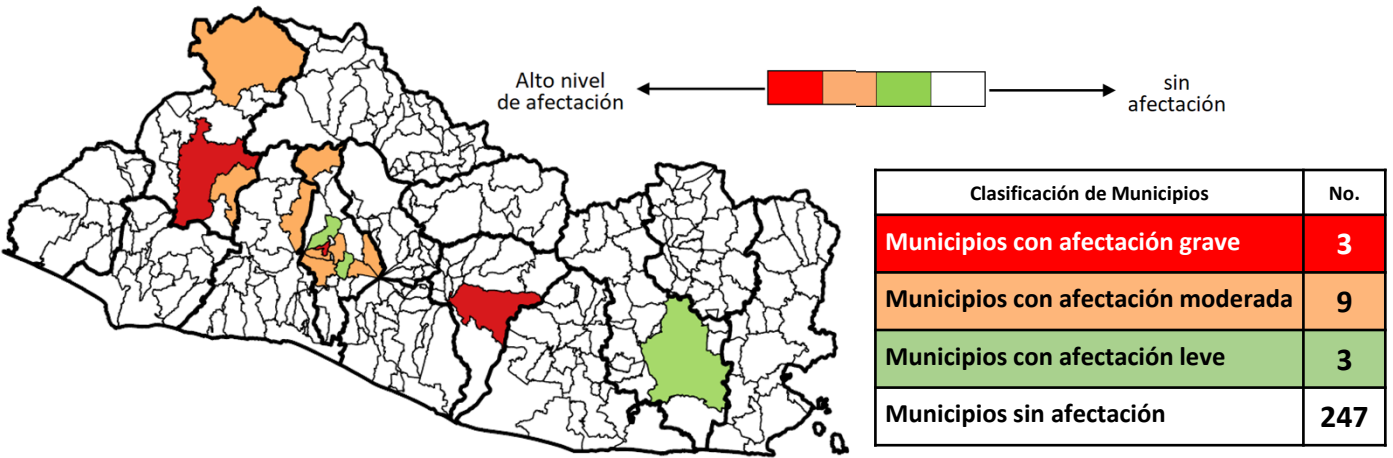 Alto nivel
de afectación
sin
afectación
Clasificación de Municipios No.
Municipios con afectación grave 3
Municipios con afectación moderada 9
Municipios con afectación leve 3
Municipios sin afectación 247